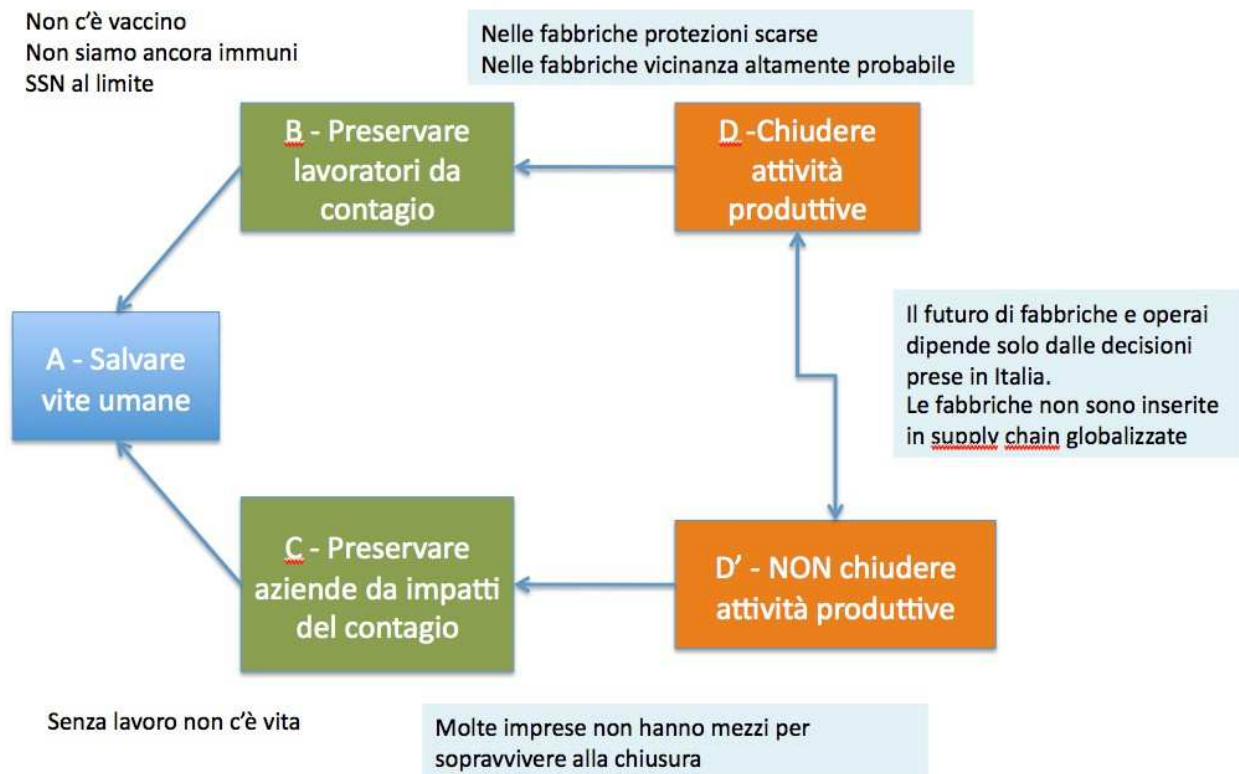 Non c'è vaccino
Non siamo ancora immuni
SSN al limite
Nelle fabbriche protezioni scarse
Nelle fabbriche vicinanza altamente probabile
B - Preservare
lavoratori da
contagio
D -Chiudere
attività
produttive
A - Salvare
vite umane
Il futuro di fabbriche e operai
dipende solo dalle decisioni
prese in Italia.
Le fabbriche non sono inserite
in supply chain globalizzate
C - Preservare
aziende da impatti
del contagio
D' - NON chiudere
attività produttive
Senza lavoro non c'è vita
Molte imprese non hanno mezzi per
sopravvivere alla chiusura